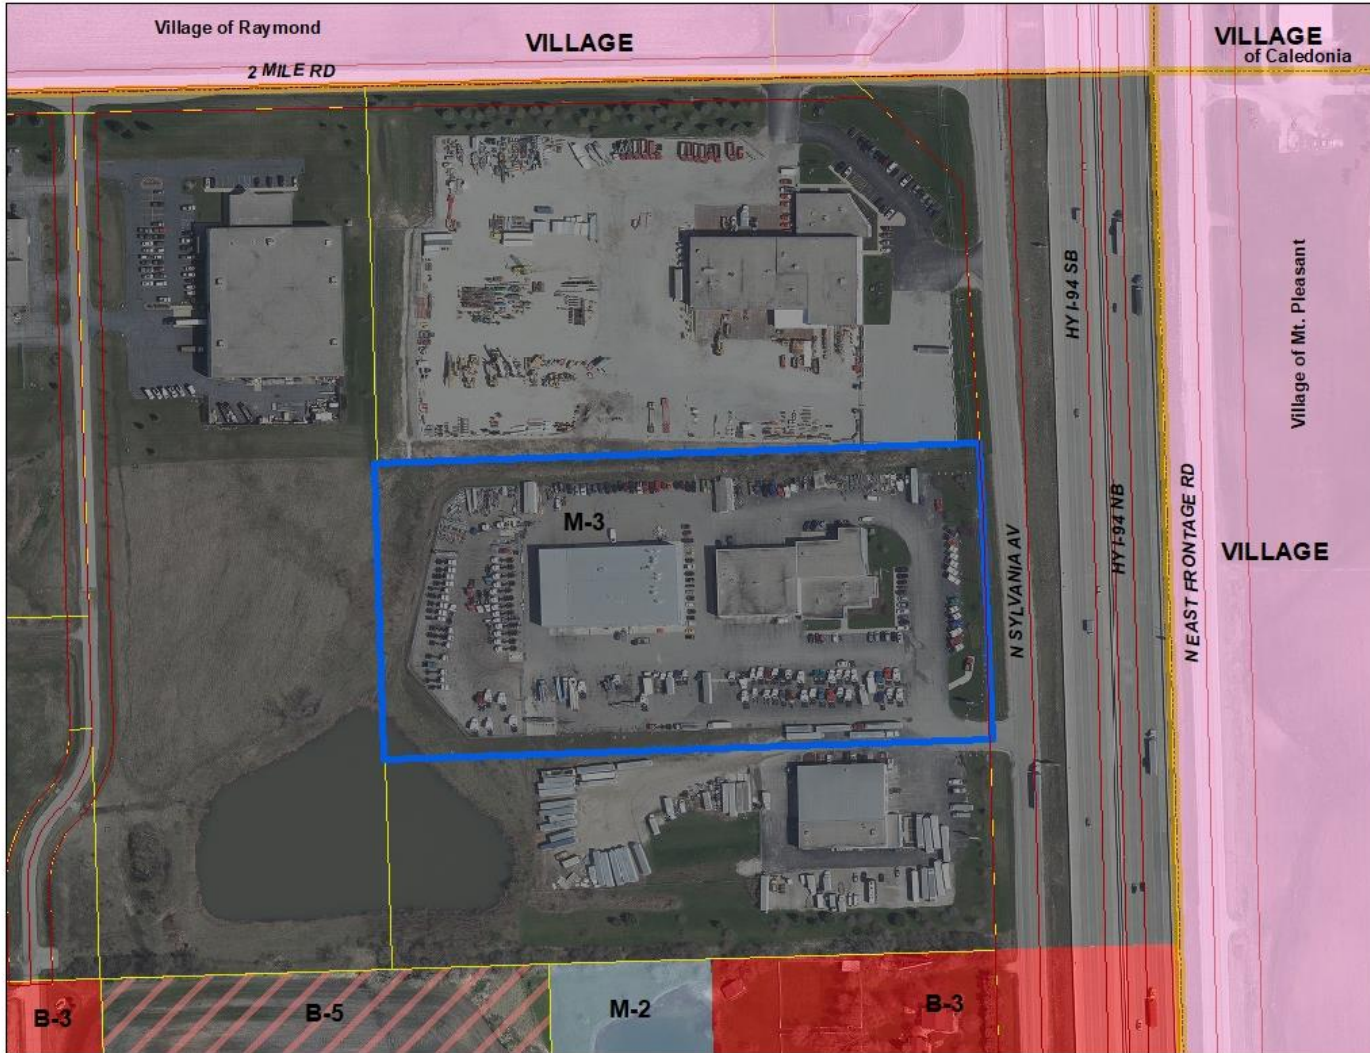 Village of Raymond
VILLAGE
VILLAGE
of Caledonia
2 MILE RD
HY I-94 SB
Village of Mt. Pleasant
M-3
HY I-94 NB
N SYLVANIA AV
N EAST FRONTAGE RD
VILLAGE
B-3
B-5
M-2
B-3